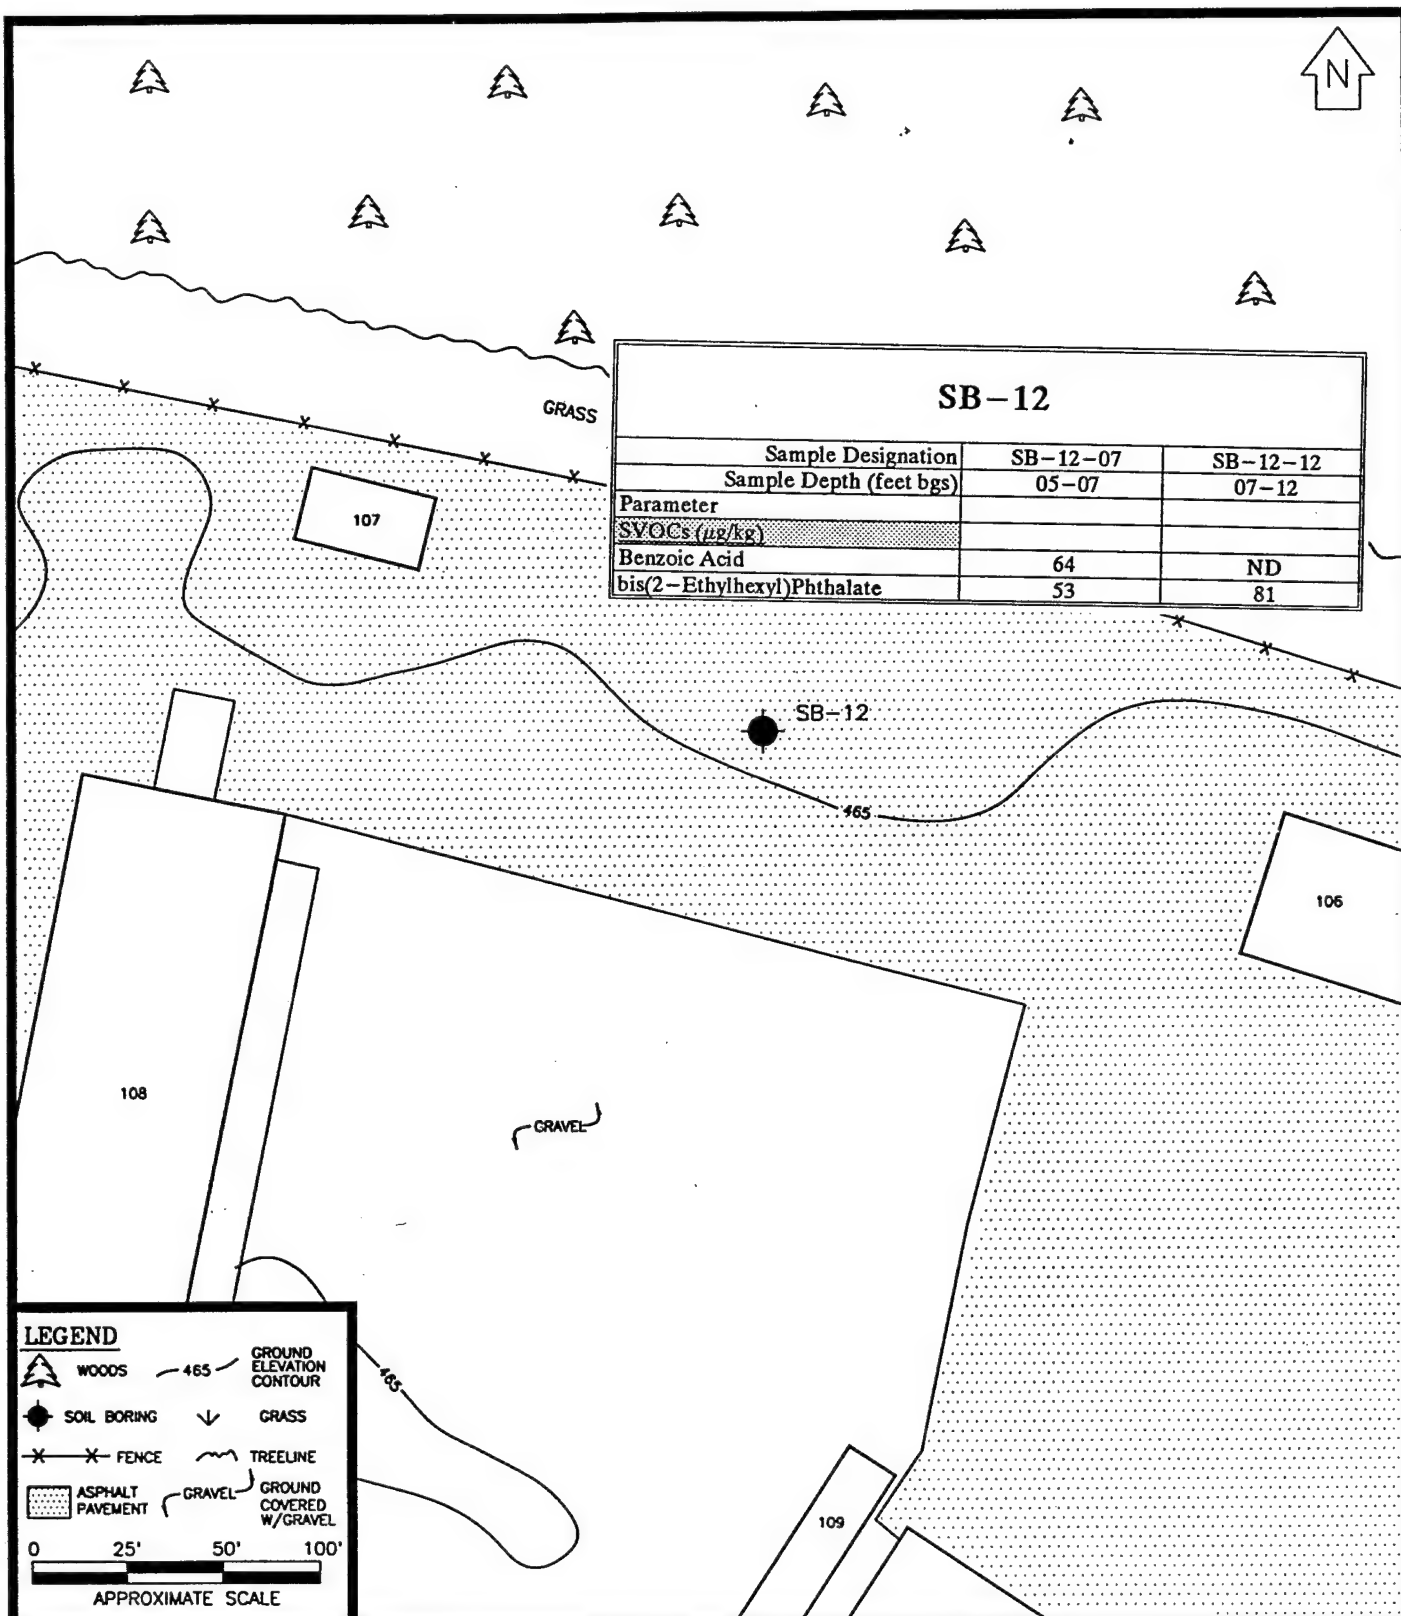 N
GRASS
SB-12
Sample Designation SB-12-07 SB-12-12
Sample Depth (feet bgs) 05-07 07-12
Parameter
SVOCs (µg/kg)
Benzoic Acid 64 ND
bis(2-Ethylhexyl)Phthalate 53 81
107
SB-12
465
106
108
GRAVEL
465
109
LEGEND
WOODS
465
GROUND
ELEVATION
CONTOUR
SOIL BORING
GRASS
FENCE
TREELINE
ASPHALT
PAVEMENT
GRAVEL
GROUND
COVERED
W/GRAVEL
0 25' 50' 100'
APPROXIMATE SCALE